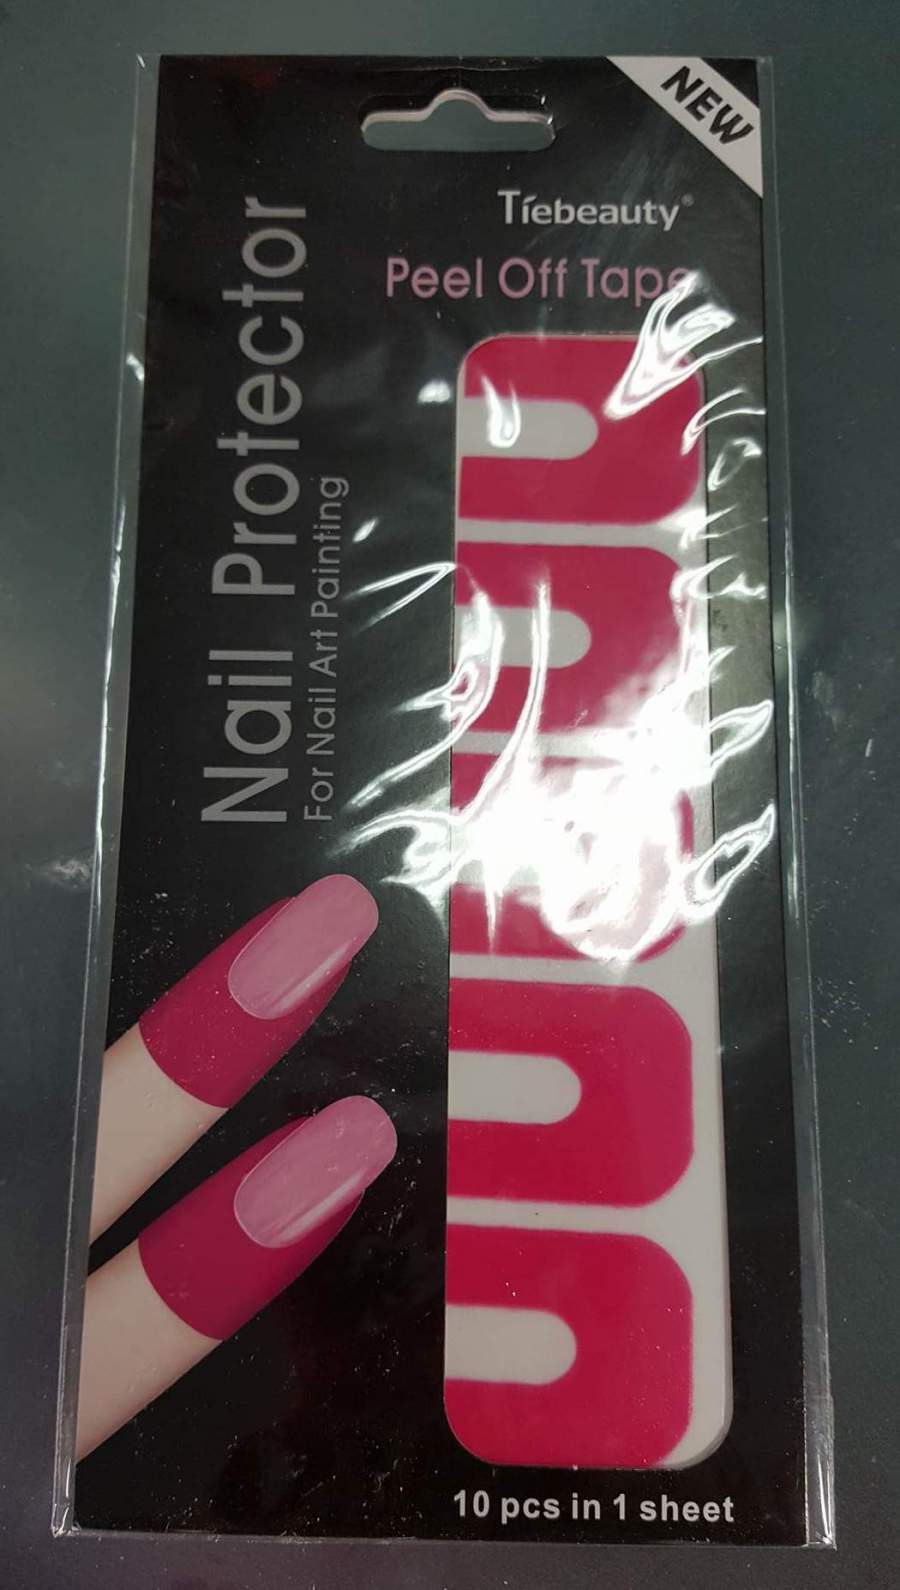 NEW
Tiebeauty®
Peel Off Tape
Nail Protector
For Nail Art Painting
10 pcs in 1 sheet